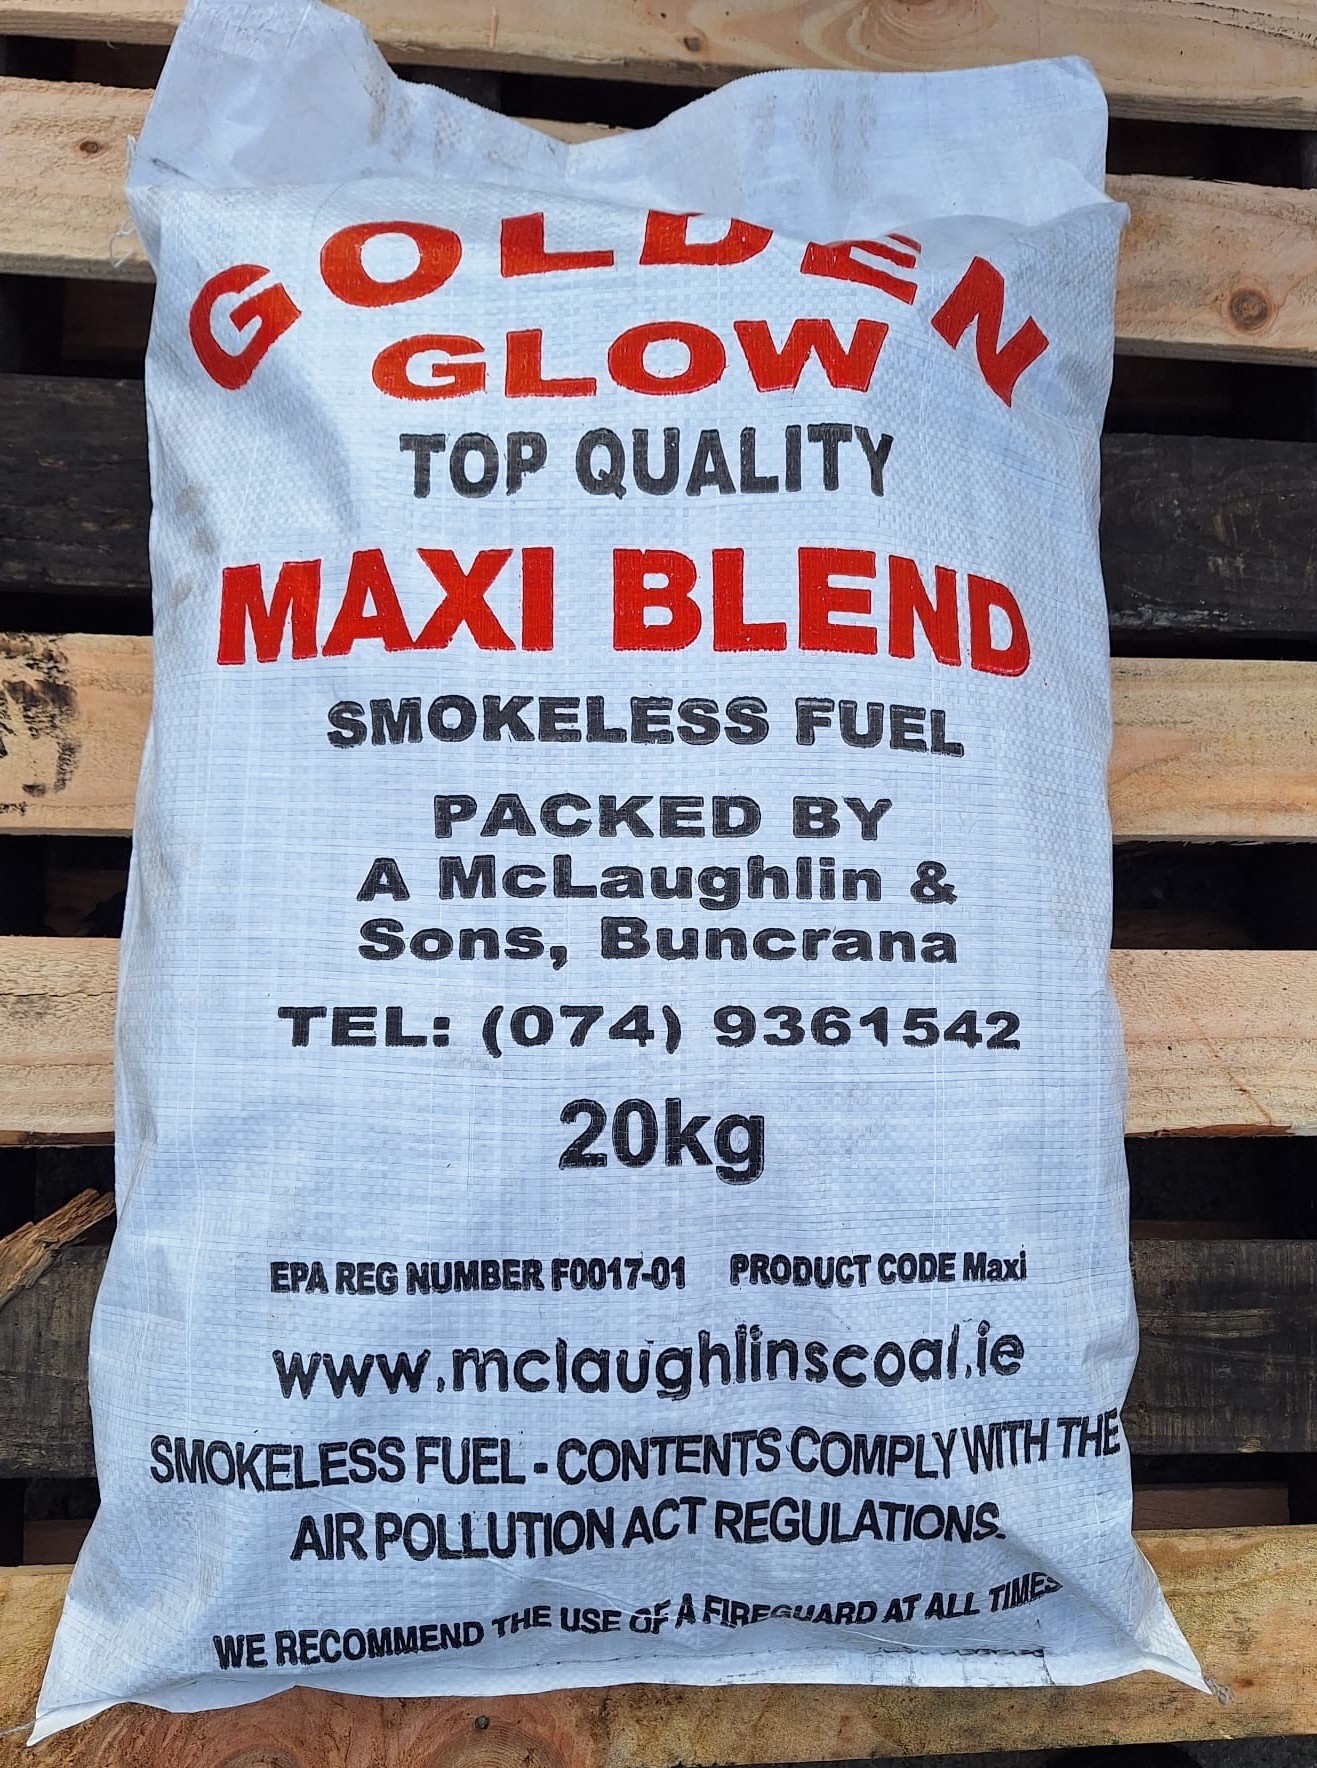 GOLDEN
GLOW
TOP QUALITY
MAXI BLEND
SMOKELESS FUEL
PACKED BY
A McLaughlin &
Sons, Buncrana
TEL: (074) 9361542
20kg
EPA REG NUMBER F0017-01 PRODUCT CODE Maxi
www.mclaughlinscoal.ie
SMOKELESS FUEL - CONTENTS COMPLY WITH THE
AIR POLLUTION ACT REGULATIONS.
WE RECOMMEND THE USE OF A FIREGUARD AT ALL TIMES